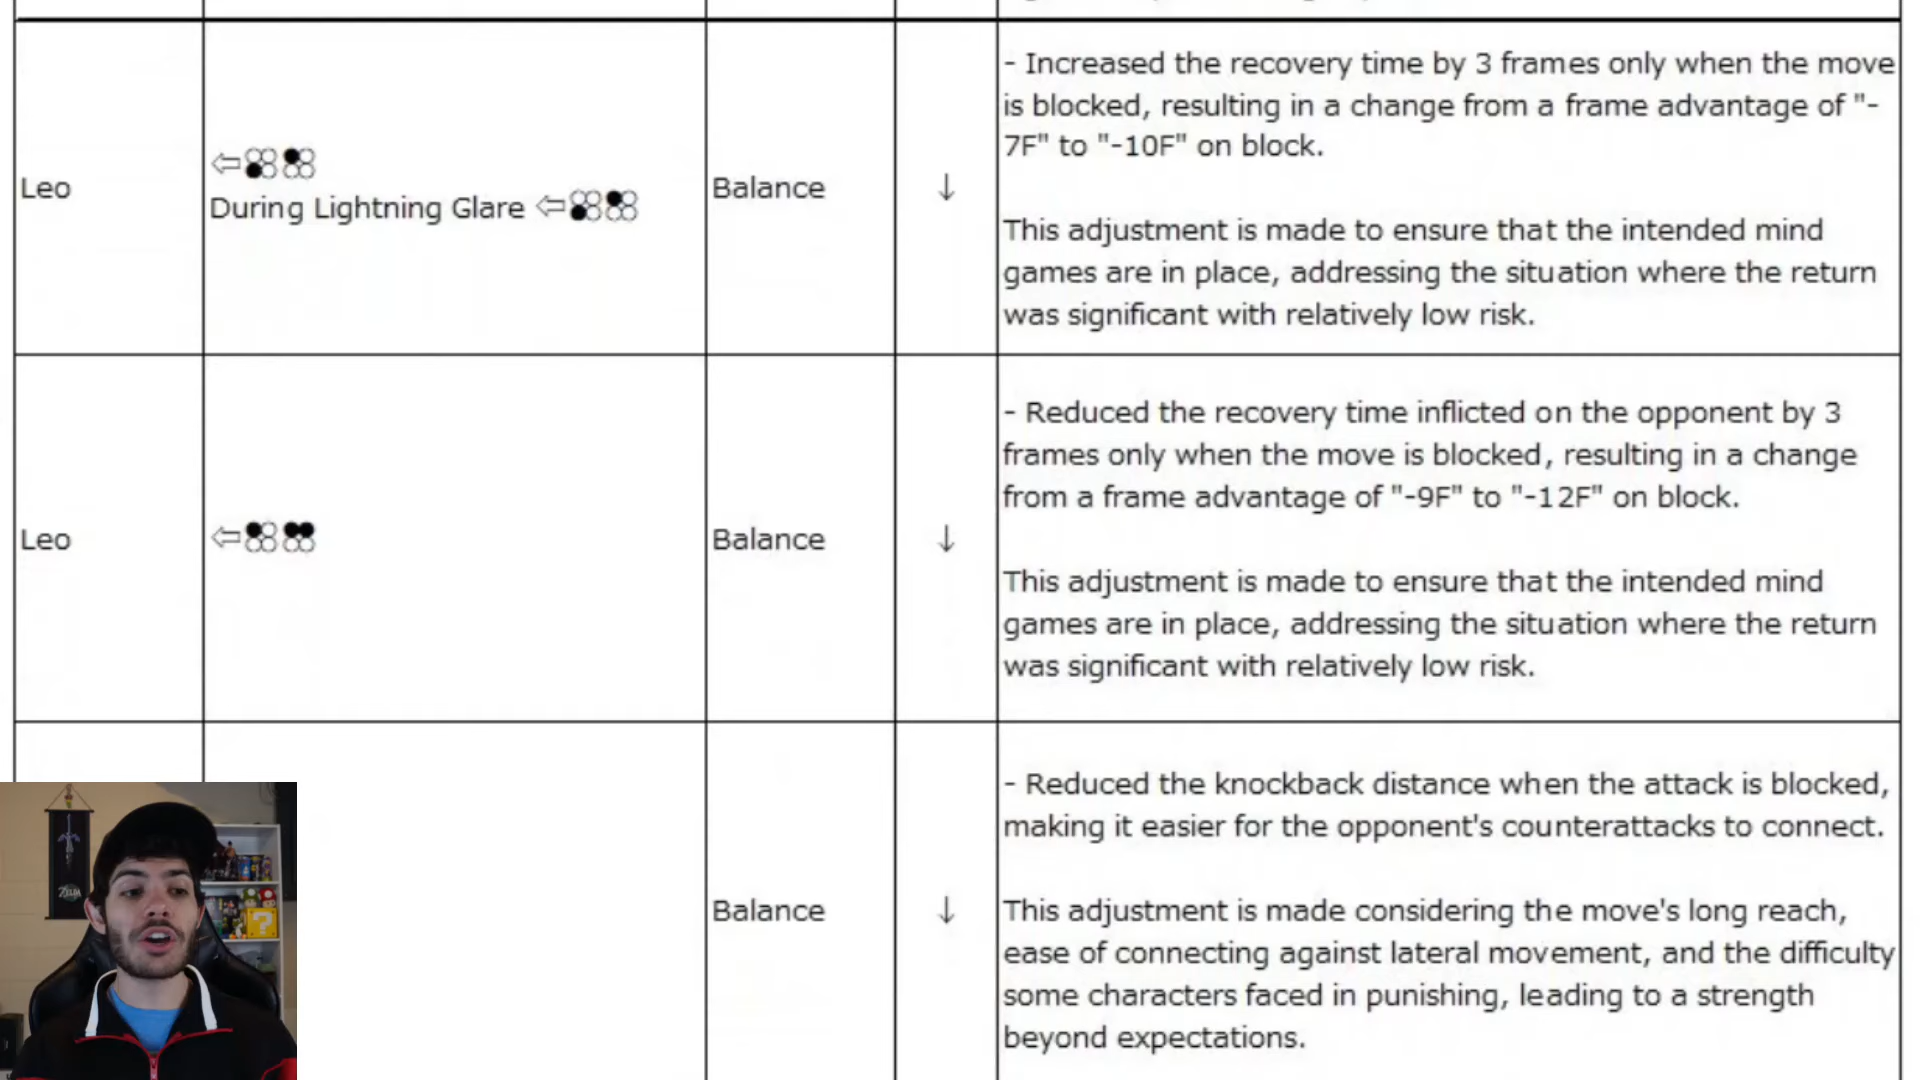 - Increased the recovery time by 3 frames only when the move
is blocked, resulting in a change from a frame advantage of "-
7F" to "-10F" on block.
Leo
During Lightning Glare
Balance
↓
This adjustment is made to ensure that the intended mind
games are in place, addressing the situation where the return
was significant with relatively low risk.
- Reduced the recovery time inflicted on the opponent by 3
frames only when the move is blocked, resulting in a change
from a frame advantage of "-9F" to "-12F" on block.
Leo
Balance
↓
This adjustment is made to ensure that the intended mind
games are in place, addressing the situation where the return
was significant with relatively low risk.
- Reduced the knockback distance when the attack is blocked,
making it easier for the opponent's counterattacks to connect.
Balance
↓
This adjustment is made considering the move's long reach,
ease of connecting against lateral movement, and the difficulty
some characters faced in punishing, leading to a strength
beyond expectations.
ZELDA